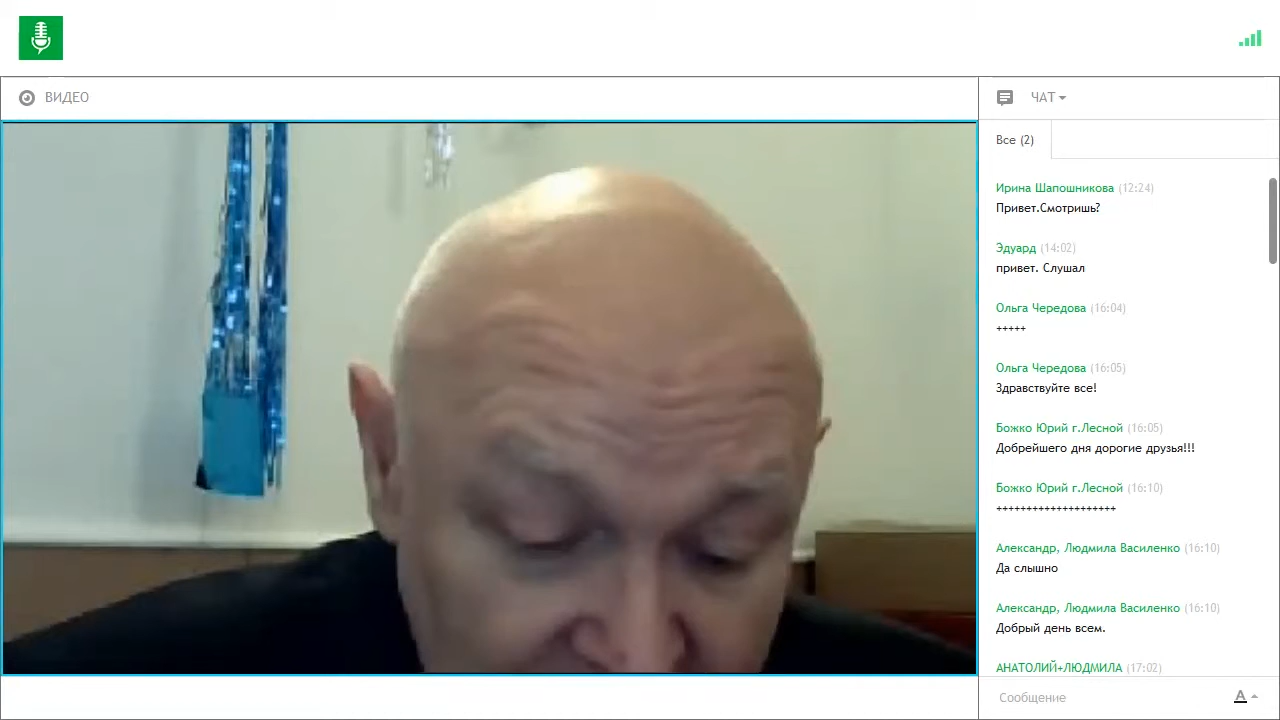 ВИДЕО
ЧАТ
Все (2)
Ирина Шапошникова (12:24)
Привет.Смотришь?
Эдуард (14:02)
привет. Слушал
Ольга Чередова (16:04)
+++++
Ольга Чередова (16:05)
Здравствуйте все!
Божко Юрий г.Лесной (16:05)
Добрейшего дня дорогие друзья!!!
Божко Юрий г.Лесной (16:10)
++++++++++++++++++++
Александр, Людмила Василенко (16:10)
Да слышно
Александр, Людмила Василенко (16:10)
Добрый день всем.
АНАТОЛИЙ+ЛЮДМИЛА (17:02)
Сообщение
A